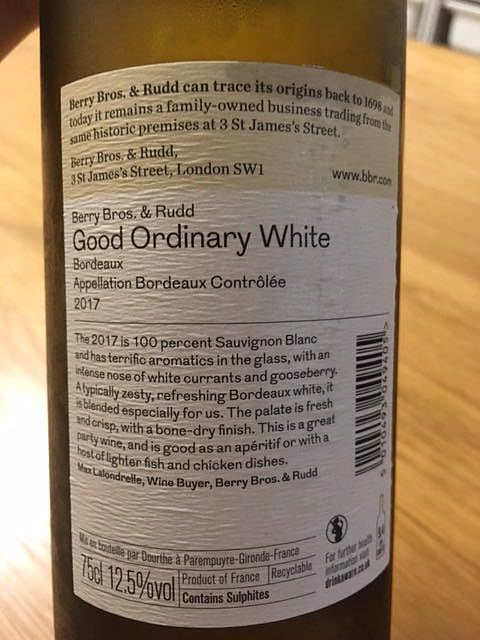 Berry Bros. & Rudd can trace its origins back to 1698 and
today it remains a family-owned business trading from the
same historic premises at 3 St James's Street.
Berry Bros. & Rudd,
3 St James's Street, London SW1
www.bbr.com
Berry Bros. & Rudd
Good Ordinary White
Bordeaux
Appellation Bordeaux Contrôlée
2017
The 2017 is 100 percent Sauvignon Blanc
and has terrific aromatics in the glass, with an
intense nose of white currants and gooseberry.
A typically zesty, refreshing Bordeaux white, it
is blended especially for us. The palate is fresh
and crisp, with a bone-dry finish. This is a great
party wine, and is good as an apéritif or with a
host of lighter fish and chicken dishes.
Max Lalondrelle, Wine Buyer, Berry Bros. & Rudd
Mis en bouteille par Dourthe à Parempuyre-Gironde-France
75cl 12.5%vol
Product of France
Recyclable
Contains Sulphites
For further health
information visit
drinkaware.co.uk